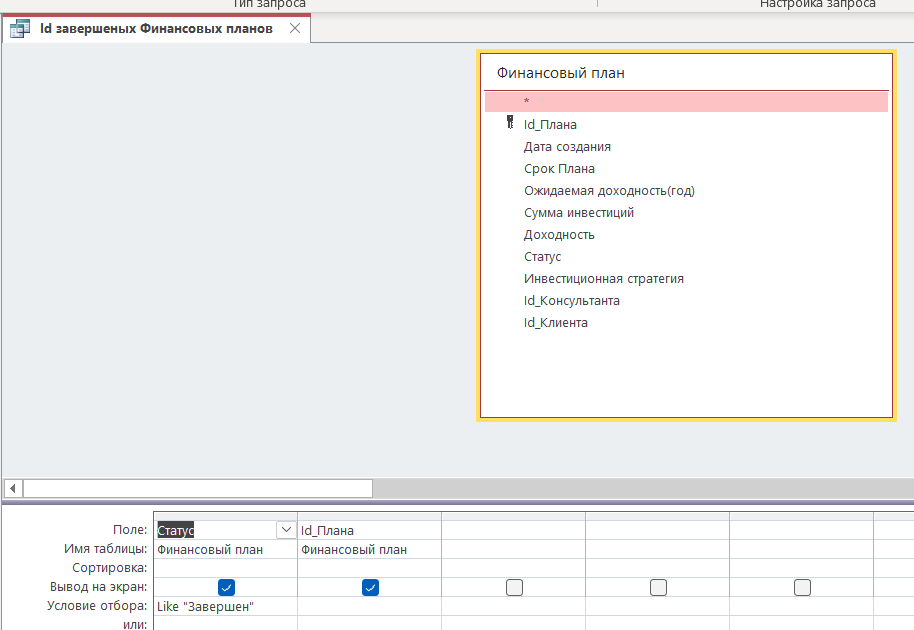 Тип запроса
Настройка запроса
Id завершеных Финансовых планов
Финансовый план
*
Id_Плана
Дата создания
Срок Плана
Ожидаемая доходность(год)
Сумма инвестиций
Доходность
Статус
Инвестиционная стратегия
Id_Консультанта
Id_Клиента
Поле: Статус Id_Плана
Имя таблицы: Финансовый план Финансовый план
Сортировка:
Вывод на экран:
Условие отбора: Like "Завершен"
или: